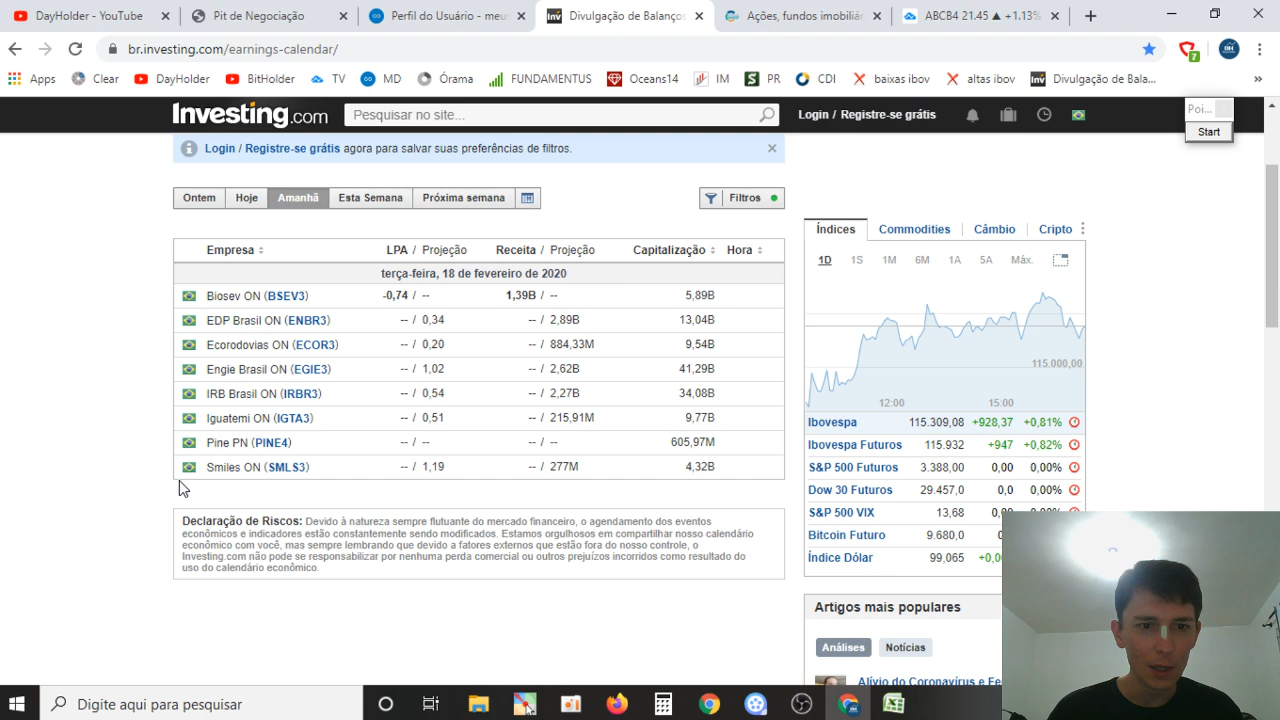 DayHolder - YouTube
Pit de Negociação
Perfil do Usuário - meu
Divulgação de Balanços
Ações, fundos imobiliá
ABCB4 21.45 ▲ +1.13%
br.investing.com/earnings-calendar/
7
Apps Clear DayHolder BitHolder TV MD Órama FUNDAMENTUS Oceans14 IM PR CDI baixas ibov altas ibov Divulgação de Bala...
Investing.com
Pesquisar no site...
Login / Registre-se grátis
Poi...
Start
Login / Registre-se grátis agora para salvar suas preferências de filtros.
Ontem Hoje Amanhã Esta Semana Próxima semana Filtros
Empresa LPA / Projeção Receita / Projeção Capitalização Hora
terça-feira, 18 de fevereiro de 2020
Biosev ON (BSEV3) -0,74 / -- 1,39B / -- 5,89B
EDP Brasil ON (ENBR3) -- / 0,34 -- / 2,89B 13,04B
Ecorodovias ON (ECOR3) -- / 0,20 -- / 884,33M 9,54B
Engie Brasil ON (EGIE3) -- / 1,02 -- / 2,62B 41,29B
IRB Brasil ON (IRBR3) -- / 0,54 -- / 2,27B 34,08B
Iguatemi ON (IGTA3) -- / 0,51 -- / 215,91M 9,77B
Pine PN (PINE4) -- / -- -- / -- 605,97M
Smiles ON (SMLS3) -- / 1,19 -- / 277M 4,32B
Declaração de Riscos: Devido à natureza sempre flutuante do mercado financeiro, o agendamento dos eventos
econômicos e indicadores estão constantemente sendo modificados. Estamos orgulhosos em compartilhar nosso calendário
econômico com você, mas sempre lembrando que devido a fatores externos que estão fora do nosso controle, o
Investing.com não pode se responsabilizar por nenhuma perda comercial ou outros prejuízos incorridos como resultado
do uso do calendário econômico.
Índices Commodities Câmbio Cripto
1D 1S 1M 6M 1A 5A Máx.
115.000,00
12:00 15:00
Ibovespa 115.309,08 +928,37 +0,81%
Ibovespa Futuros 115.932 +947 +0,82%
S&P 500 Futuros 3.388,00 0,00 0,00%
Dow 30 Futuros 29.457,0 0,0 0,00%
S&P 500 VIX 13,68 0,00 0,00%
Bitcoin Futuro 9.680,0
Índice Dólar 99,065
Artigos mais populares
Análises Notícias
Alívio do Coronavírus e Fe
Digite aqui para pesquisar